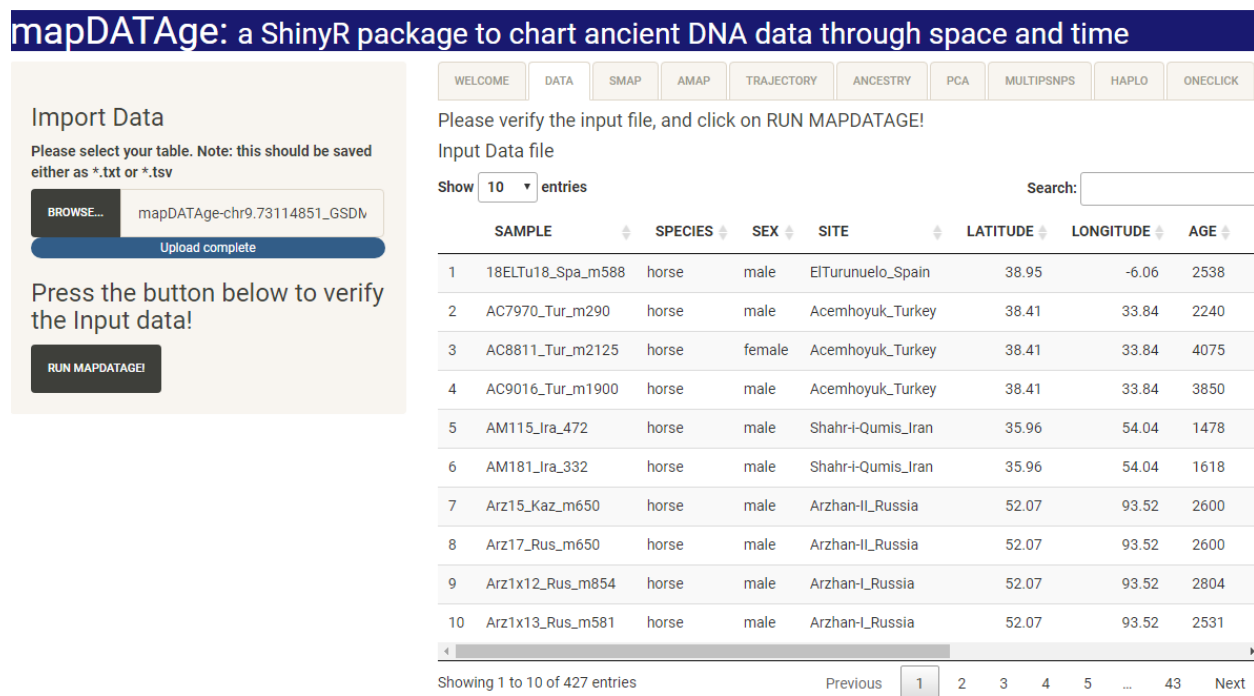 mapDATAge: a ShinyR package to chart ancient DNA data through space and time
Import Data
Please select your table. Note: this should be saved
either as *.txt or *.tsv
BROWSE... mapDATAge-chr9.73114851_GSDM
Upload complete
Press the button below to verify
the Input data!
RUN MAPDATAGE!
WELCOME DATA SMAP AMAP TRAJECTORY ANCESTRY PCA MULTIPSNPS HAPLO ONECLICK
Please verify the input file, and click on RUN MAPDATAGE!
Input Data file
Show 10 entries Search:
SAMPLE SPECIES SEX SITE LATITUDE LONGITUDE AGE
1 18ELTu18_Spa_m588 horse male ElTurunuelo_Spain 38.95 -6.06 2538
2 AC7970_Tur_m290 horse male Acemhoyuk_Turkey 38.41 33.84 2240
3 AC8811_Tur_m2125 horse female Acemhoyuk_Turkey 38.41 33.84 4075
4 AC9016_Tur_m1900 horse male Acemhoyuk_Turkey 38.41 33.84 3850
5 AM115_Ira_472 horse male Shahr-i-Qumis_Iran 35.96 54.04 1478
6 AM181_Ira_332 horse male Shahr-i-Qumis_Iran 35.96 54.04 1618
7 Arz15_Kaz_m650 horse male Arzhan-II_Russia 52.07 93.52 2600
8 Arz17_Rus_m650 horse male Arzhan-II_Russia 52.07 93.52 2600
9 Arz1x12_Rus_m854 horse male Arzhan-I_Russia 52.07 93.52 2804
10 Arz1x13_Rus_m581 horse male Arzhan-I_Russia 52.07 93.52 2531
Showing 1 to 10 of 427 entries Previous 1 2 3 4 5 ... 43 Next